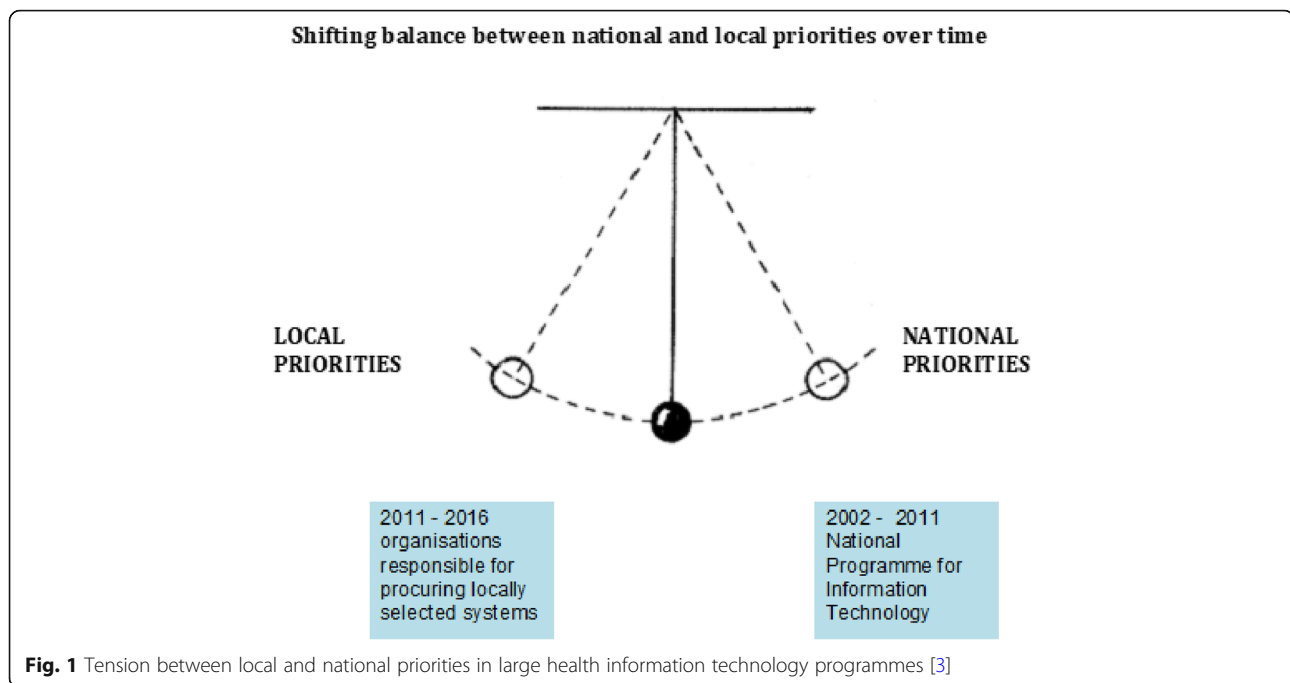 Shifting balance between national and local priorities over time
LOCAL
PRIORITIES
NATIONAL
PRIORITIES
2011 - 2016
organisations
responsible for
procuring locally
selected systems
2002 - 2011
National
Programme for
Information
Technology
Fig. 1 Tension between local and national priorities in large health information technology programmes [3]